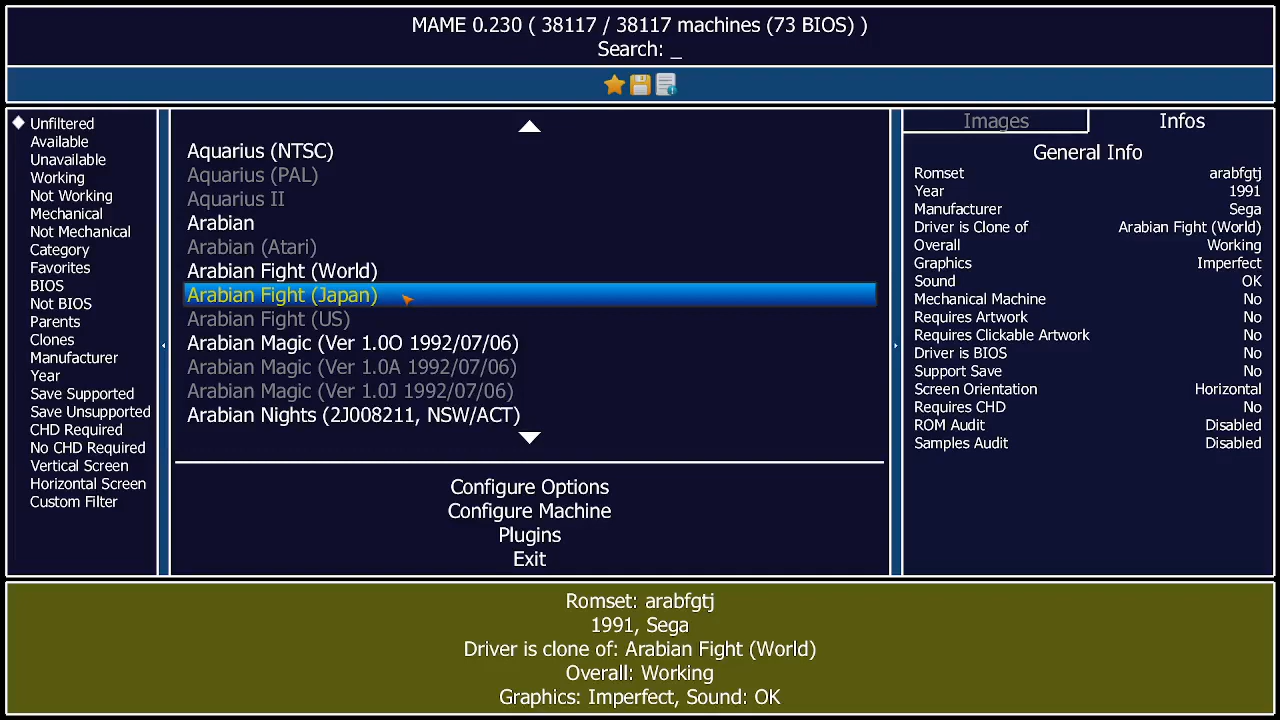 MAME 0.230 ( 38117 / 38117 machines (73 BIOS) )
Search: _
Unfiltered
Available
Unavailable
Working
Not Working
Mechanical
Not Mechanical
Category
Favorites
BIOS
Not BIOS
Parents
Clones
Manufacturer
Year
Save Supported
Save Unsupported
CHD Required
No CHD Required
Vertical Screen
Horizontal Screen
Custom Filter
Aquarius (NTSC)
Aquarius (PAL)
Aquarius II
Arabian
Arabian (Atari)
Arabian Fight (World)
Arabian Fight (Japan)
Arabian Fight (US)
Arabian Magic (Ver 1.0O 1992/07/06)
Arabian Magic (Ver 1.0A 1992/07/06)
Arabian Magic (Ver 1.0J 1992/07/06)
Arabian Nights (2J008211, NSW/ACT)
Configure Options
Configure Machine
Plugins
Exit
Images Infos
General Info
Romset arabfgtj
Year 1991
Manufacturer Sega
Driver is Clone of Arabian Fight (World)
Overall Working
Graphics Imperfect
Sound OK
Mechanical Machine No
Requires Artwork No
Requires Clickable Artwork No
Driver is BIOS No
Support Save No
Screen Orientation Horizontal
Requires CHD No
ROM Audit Disabled
Samples Audit Disabled
Romset: arabfgtj
1991, Sega
Driver is clone of: Arabian Fight (World)
Overall: Working
Graphics: Imperfect, Sound: OK